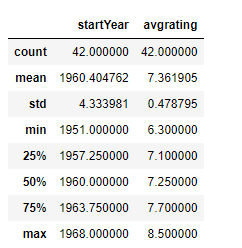 startYear avgrating
count 42.000000 42.000000
mean 1960.404762 7.361905
std 4.333981 0.478795
min 1951.000000 6.300000
25% 1957.250000 7.100000
50% 1960.000000 7.250000
75% 1963.750000 7.700000
max 1968.000000 8.500000